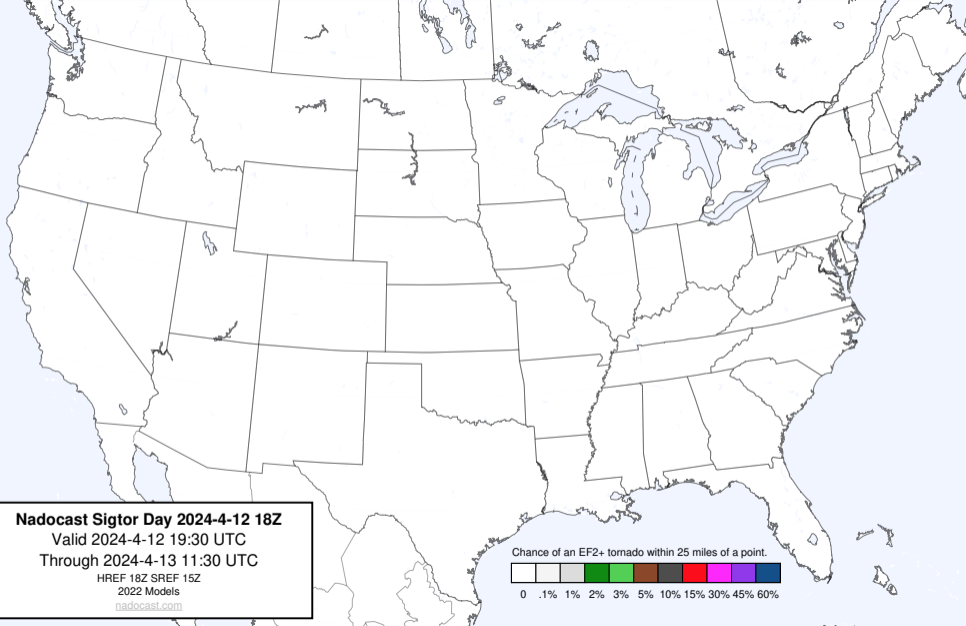 Nadocast Sigtor Day 2024-4-12 18Z
Valid 2024-4-12 19:30 UTC
Through 2024-4-13 11:30 UTC
HREF 18Z SREF 15Z
2022 Models
nadocast.com
Chance of an EF2+ tornado within 25 miles of a point.
0 .1% 1% 2% 3% 5% 10% 15% 30% 45% 60%